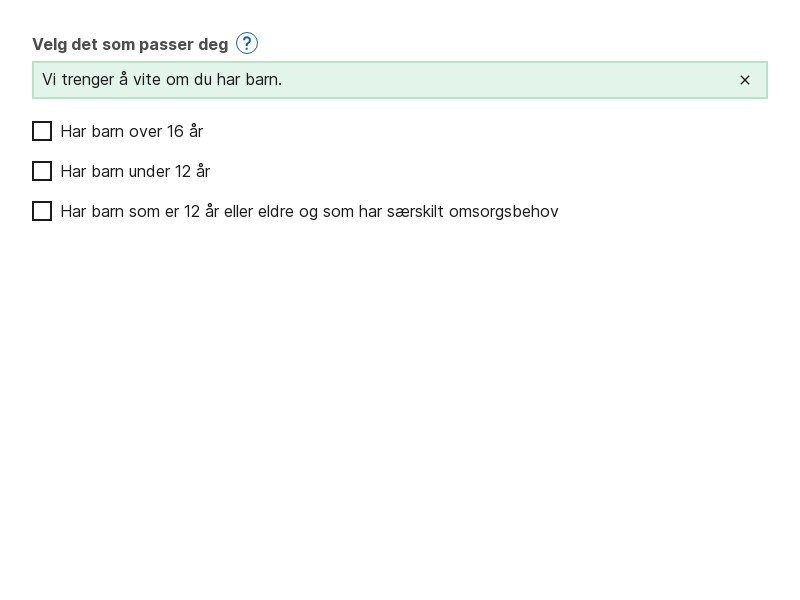 Velg det som passer deg ?
Vi trenger å vite om du har barn. ×
Har barn over 16 år
Har barn under 12 år
Har barn som er 12 år eller eldre og som har særskilt omsorgsbehov